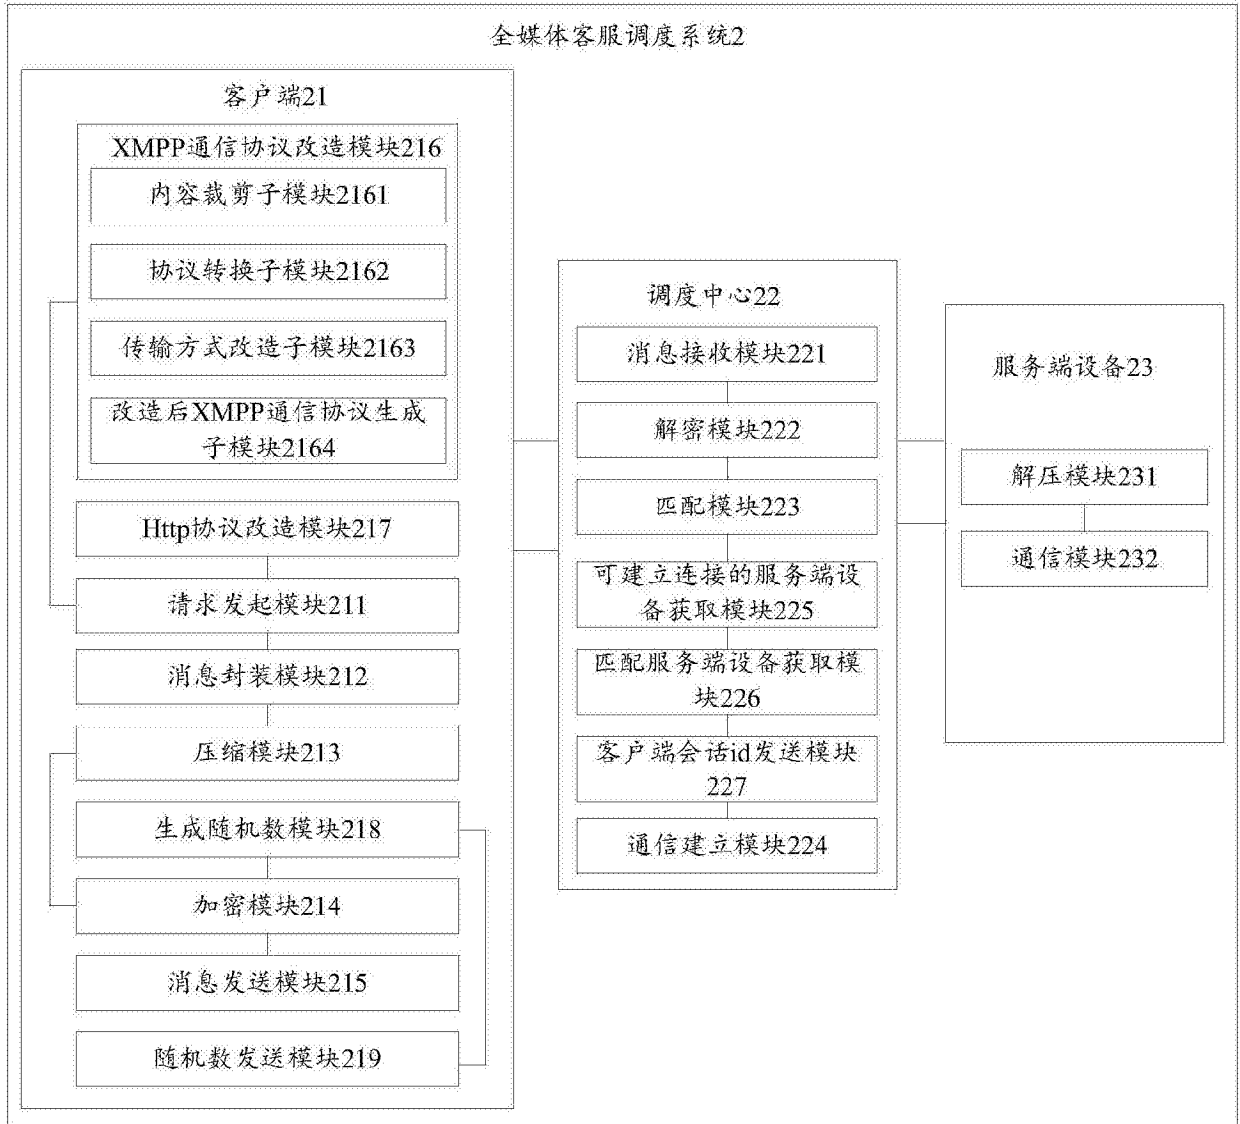 全媒体客服调度系统2
客户端21
XMPP通信协议改造模块216
内容裁剪子模块2161
协议转换子模块2162
传输方式改造子模块2163
改造后XMPP通信协议生成
子模块2164
Http协议改造模块217
请求发起模块211
消息封装模块212
压缩模块213
生成随机数模块218
加密模块214
消息发送模块215
随机数发送模块219
调度中心22
消息接收模块221
解密模块222
匹配模块223
可建立连接的服务端设
备获取模块225
匹配服务端设备获取模
块226
客户端会话id发送模块
227
通信建立模块224
服务端设备23
解压模块231
通信模块232